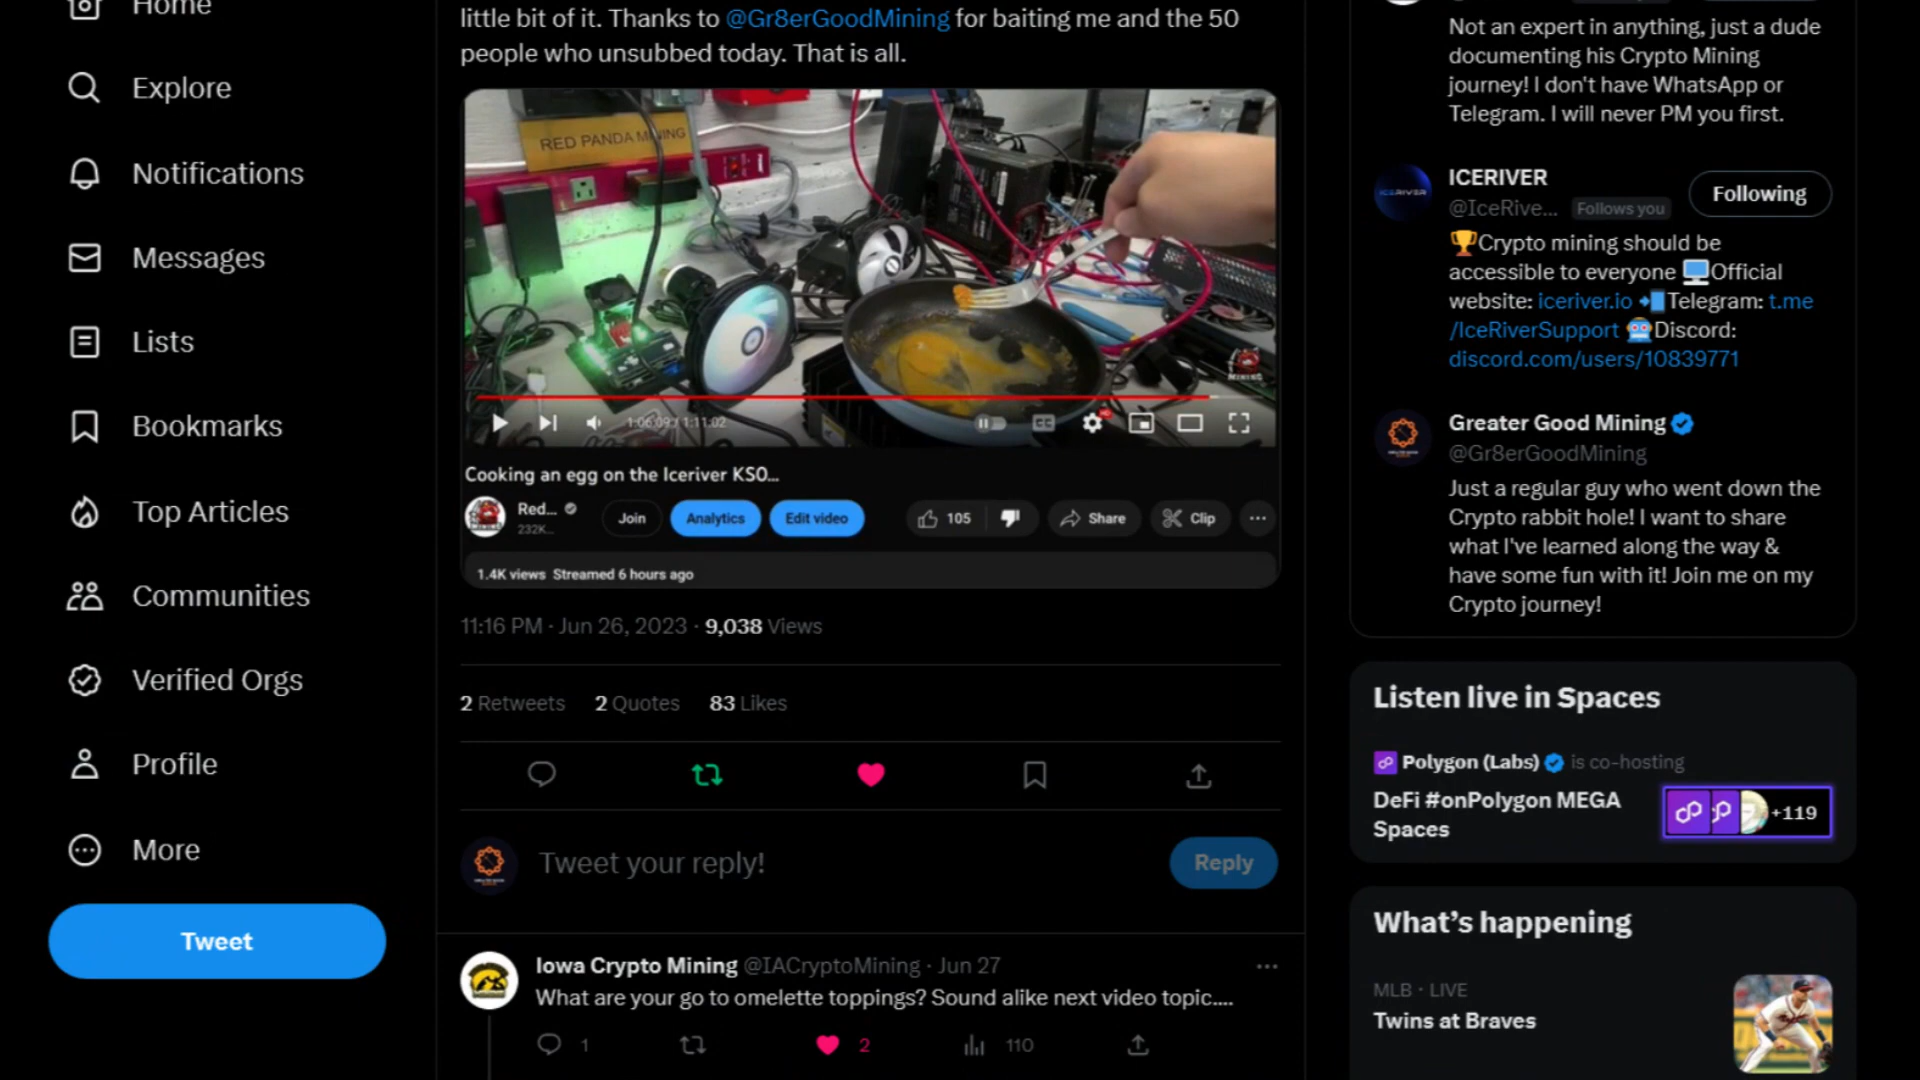 Home
Explore
Notifications
Messages
Lists
Bookmarks
Top Articles
Communities
Verified Orgs
Profile
More
Tweet
little bit of it. Thanks to @Gr8erGoodMining for baiting me and the 50
people who unsubbed today. That is all.
RED PANDA MINING
MINING
1:06:09 / 1:11:02
CC
Cooking an egg on the Iceriver KS0...
Red...
232K...
Join
Analytics
Edit video
105
Share
Clip
1.4K views Streamed 6 hours ago
11:16 PM · Jun 26, 2023 · 9,038 Views
2 Retweets 2 Quotes 83 Likes
Tweet your reply!
Reply
Iowa Crypto Mining @IACryptoMining · Jun 27
What are your go to omelette toppings? Sound alike next video topic....
1
2
110
Not an expert in anything, just a dude
documenting his Crypto Mining
journey! I don't have WhatsApp or
Telegram. I will never PM you first.
ICERIVER
ICERIVER
@IceRive... Follows you
Following
🏆Crypto mining should be
accessible to everyone 🖥️Official
website: iceriver.io 📲Telegram: t.me
/IceRiverSupport 🤖Discord:
discord.com/users/10839771
Greater Good Mining
@Gr8erGoodMining
Just a regular guy who went down the
Crypto rabbit hole! I want to share
what I've learned along the way &
have some fun with it! Join me on my
Crypto journey!
Listen live in Spaces
Polygon (Labs) is co-hosting
DeFi #onPolygon MEGA
Spaces
+119
What's happening
MLB · LIVE
Twins at Braves